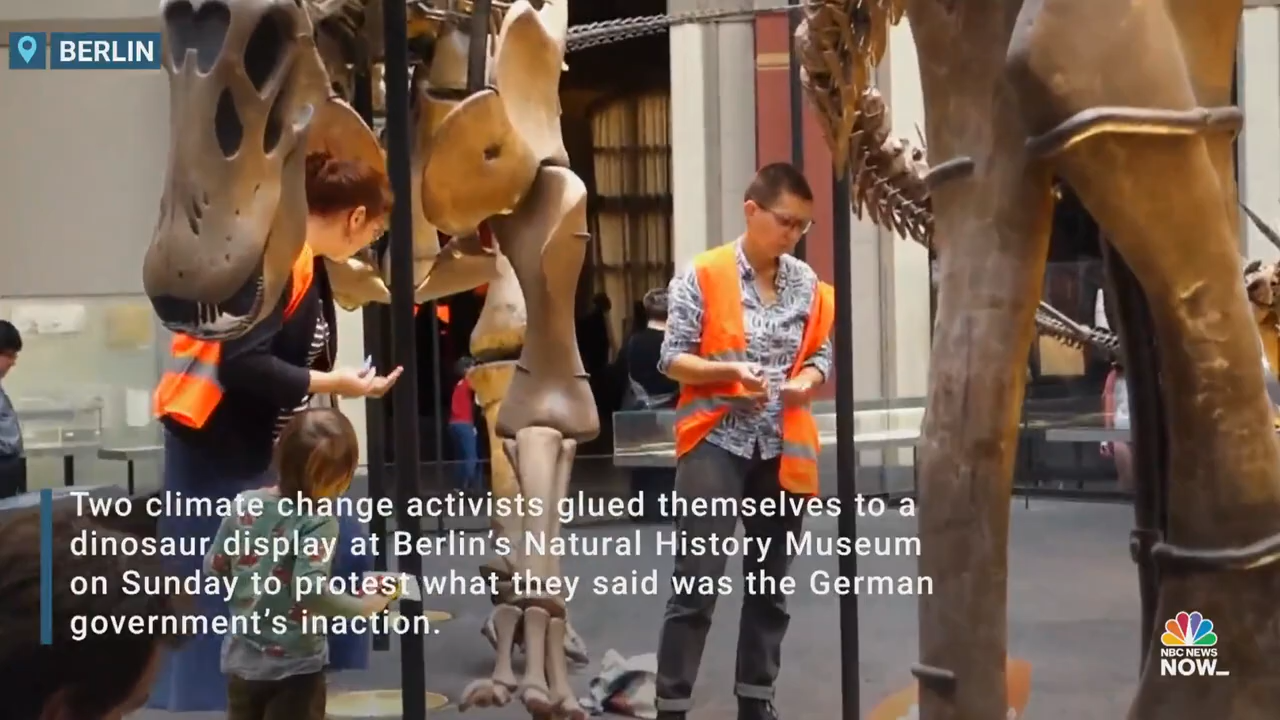 BERLIN
Two climate change activists glued themselves to a
dinosaur display at Berlin's Natural History Museum
on Sunday to protest what they said was the German
government's inaction.
NBC NEWS
NOW_